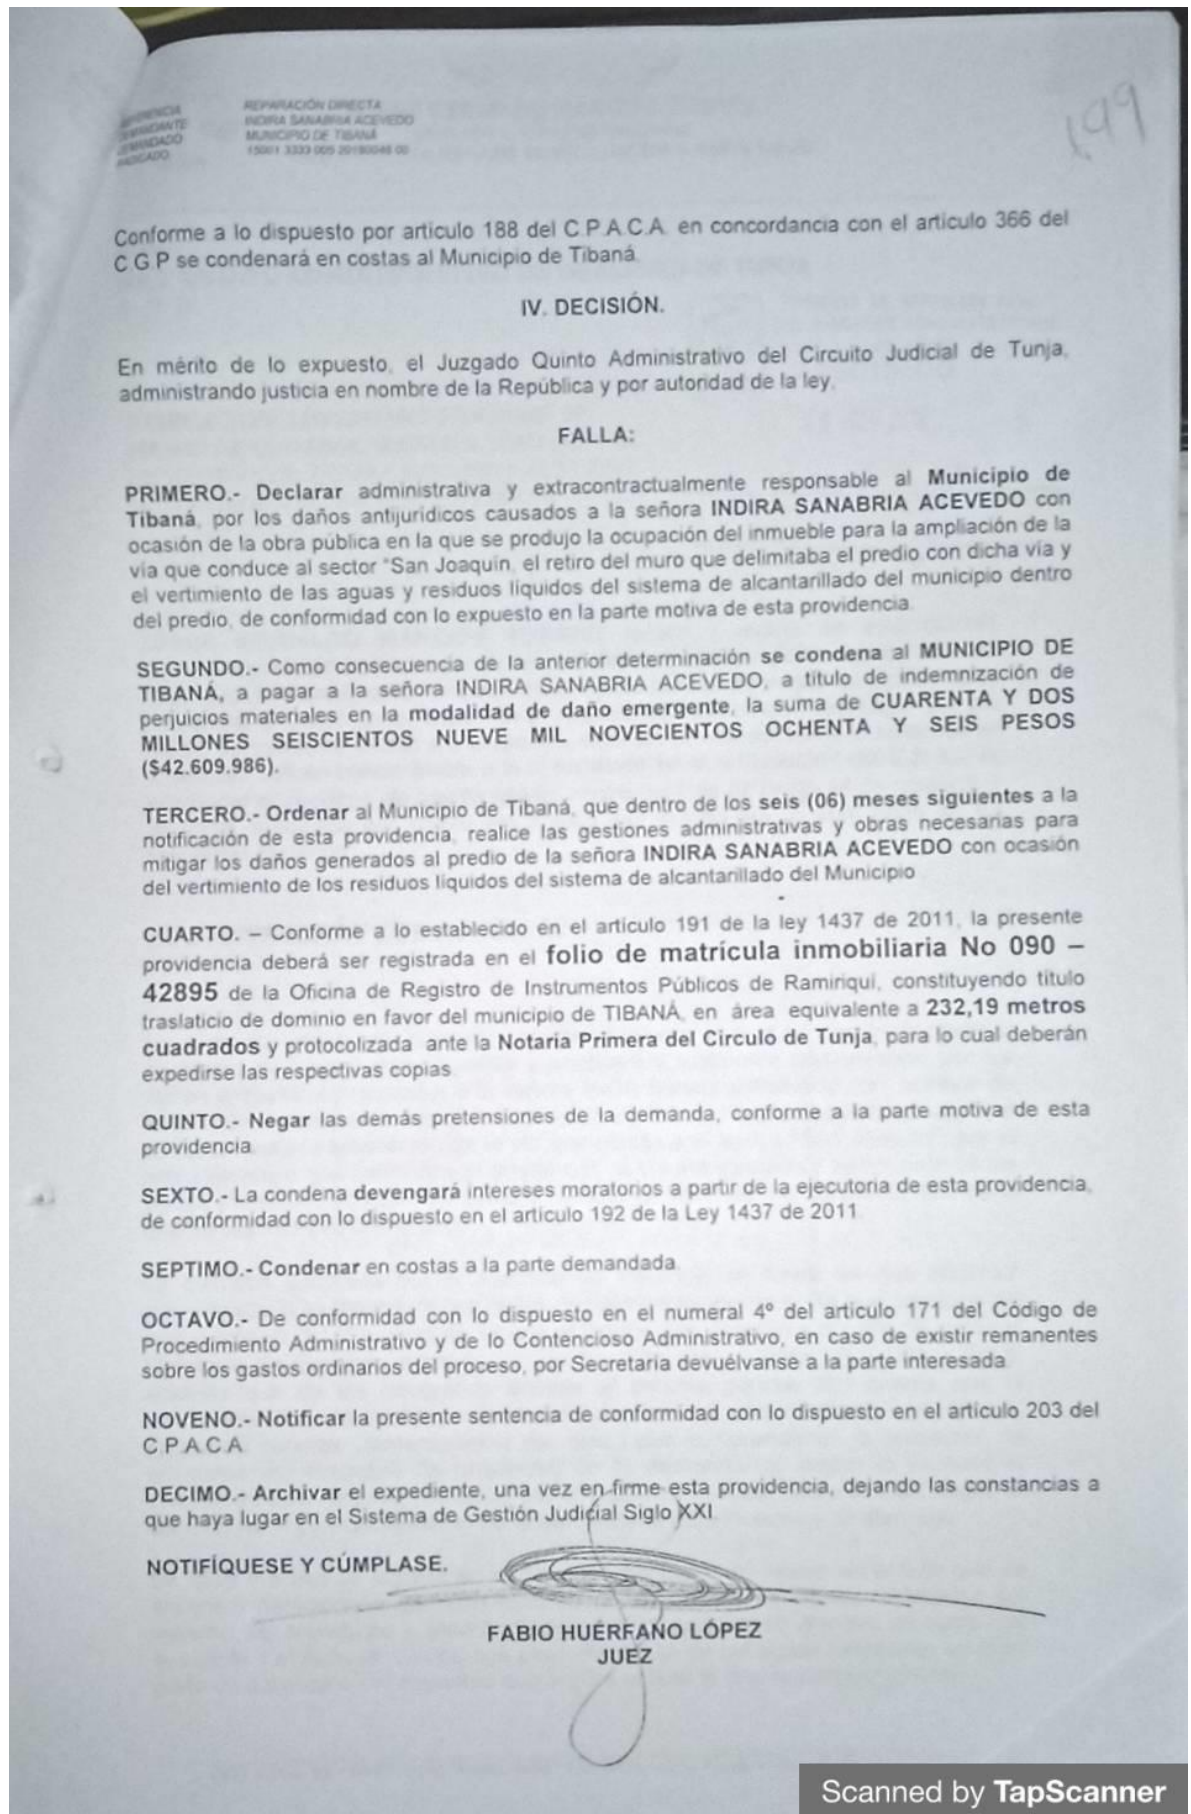 REFERENCIA REPARACIÓN DIRECTA
DEMANDANTE INDIRA SANABRIA ACEVEDO
DEMANDADO MUNICIPIO DE TIBANÁ
RADICADO 15001 3333 005 20180046 00
199
Conforme a lo dispuesto por artículo 188 del C.P.A.C.A. en concordancia con el artículo 366 del
C G P se condenará en costas al Municipio de Tibaná.
IV. DECISIÓN.
En mérito de lo expuesto, el Juzgado Quinto Administrativo del Circuito Judicial de Tunja,
administrando justicia en nombre de la República y por autoridad de la ley,
FALLA:
PRIMERO.- Declarar administrativa y extracontractualmente responsable al Municipio de
Tibaná, por los daños antijurídicos causados a la señora INDIRA SANABRIA ACEVEDO con
ocasión de la obra pública en la que se produjo la ocupación del inmueble para la ampliación de la
vía que conduce al sector "San Joaquín, el retiro del muro que delimitaba el predio con dicha vía y
el vertimiento de las aguas y residuos líquidos del sistema de alcantarillado del municipio dentro
del predio, de conformidad con lo expuesto en la parte motiva de esta providencia.
SEGUNDO.- Como consecuencia de la anterior determinación se condena al MUNICIPIO DE
TIBANÁ, a pagar a la señora INDIRA SANABRIA ACEVEDO, a título de indemnización de
perjuicios materiales en la modalidad de daño emergente, la suma de CUARENTA Y DOS
MILLONES SEISCIENTOS NUEVE MIL NOVECIENTOS OCHENTA Y SEIS PESOS
($42.609.986).
TERCERO.- Ordenar al Municipio de Tibaná, que dentro de los seis (06) meses siguientes a la
notificación de esta providencia, realice las gestiones administrativas y obras necesarias para
mitigar los daños generados al predio de la señora INDIRA SANABRIA ACEVEDO con ocasión
del vertimiento de los residuos líquidos del sistema de alcantarillado del Municipio
CUARTO. – Conforme a lo establecido en el artículo 191 de la ley 1437 de 2011, la presente
providencia deberá ser registrada en el folio de matrícula inmobiliaria No 090 –
42895 de la Oficina de Registro de Instrumentos Públicos de Ramiriquí, constituyendo título
traslaticio de dominio en favor del municipio de TIBANÁ, en área equivalente a 232,19 metros
cuadrados y protocolizada ante la Notaria Primera del Circulo de Tunja, para lo cual deberán
expedirse las respectivas copias.
QUINTO.- Negar las demás pretensiones de la demanda, conforme a la parte motiva de esta
providencia.
SEXTO.- La condena devengará intereses moratorios a partir de la ejecutoria de esta providencia,
de conformidad con lo dispuesto en el artículo 192 de la Ley 1437 de 2011.
SEPTIMO.- Condenar en costas a la parte demandada.
OCTAVO.- De conformidad con lo dispuesto en el numeral 4º del artículo 171 del Código de
Procedimiento Administrativo y de lo Contencioso Administrativo, en caso de existir remanentes
sobre los gastos ordinarios del proceso, por Secretaría devuélvanse a la parte interesada.
NOVENO.- Notificar la presente sentencia de conformidad con lo dispuesto en el artículo 203 del
C.P.A.C.A
DECIMO.- Archivar el expediente, una vez en firme esta providencia, dejando las constancias a
que haya lugar en el Sistema de Gestión Judicial Siglo XXI.
NOTIFÍQUESE Y CÚMPLASE.
FABIO HUÉRFANO LÓPEZ
JUEZ
Scanned by TapScanner